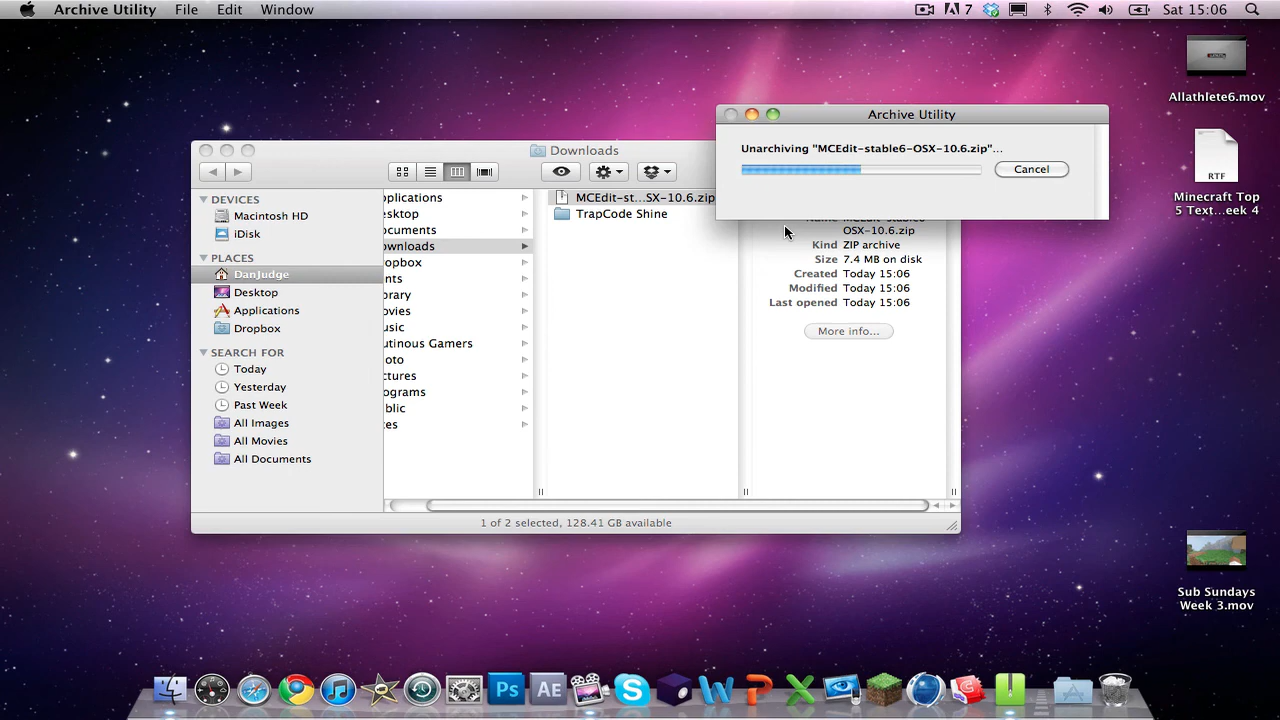 Archive Utility File Edit Window
7 Sat 15:06
Archive Utility
Unarchiving "MCEdit-stable6-OSX-10.6.zip"...
Cancel
Downloads
DEVICES
Macintosh HD
iDisk
PLACES
DanJudge
Desktop
Applications
Dropbox
SEARCH FOR
Today
Yesterday
Past Week
All Images
All Movies
All Documents
pplications
esktop
ocuments
ownloads
ropbox
nts
brary
ovies
usic
utinous Gamers
oto
ctures
ograms
blic
es
MCEdit-st...SX-10.6.zip
TrapCode Shine
Name MCEdit-stable6-
OSX-10.6.zip
Kind ZIP archive
Size 7.4 MB on disk
Created Today 15:06
Modified Today 15:06
Last opened Today 15:06
More info...
1 of 2 selected, 128.41 GB available
Allathlete6.mov
RTF
Minecraft Top
5 Text...eek 4
Sub Sundays
Week 3.mov
Ps
AE